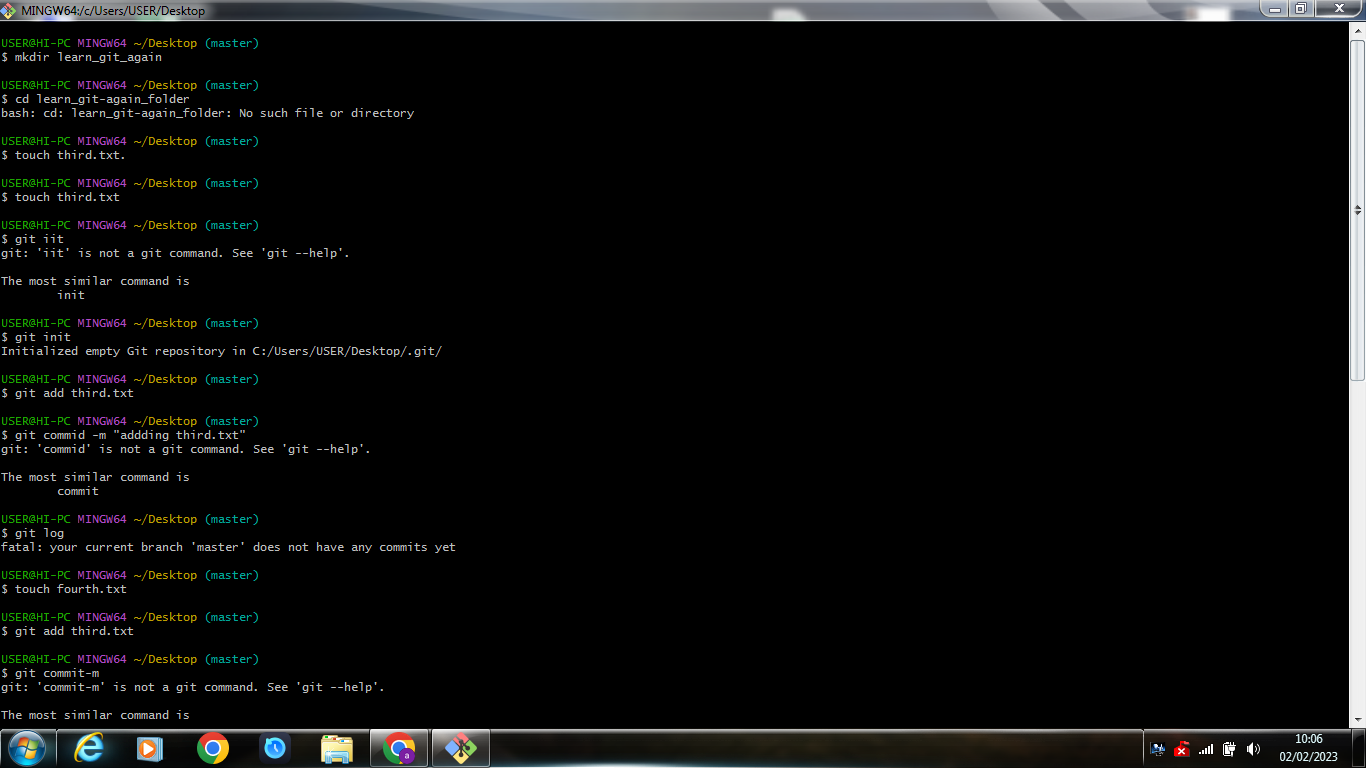 MINGW64:/c/Users/USER/Desktop
USER@HI-PC MINGW64 ~/Desktop (master)
$ mkdir learn_git_again
USER@HI-PC MINGW64 ~/Desktop (master)
$ cd learn_git-again_folder
bash: cd: learn_git-again_folder: No such file or directory
USER@HI-PC MINGW64 ~/Desktop (master)
$ touch third.txt.
USER@HI-PC MINGW64 ~/Desktop (master)
$ touch third.txt
USER@HI-PC MINGW64 ~/Desktop (master)
$ git iit
git: 'iit' is not a git command. See 'git --help'.
The most similar command is
init
USER@HI-PC MINGW64 ~/Desktop (master)
$ git init
Initialized empty Git repository in C:/Users/USER/Desktop/.git/
USER@HI-PC MINGW64 ~/Desktop (master)
$ git add third.txt
USER@HI-PC MINGW64 ~/Desktop (master)
$ git commid -m "addding third.txt"
git: 'commid' is not a git command. See 'git --help'.
The most similar command is
commit
USER@HI-PC MINGW64 ~/Desktop (master)
$ git log
fatal: your current branch 'master' does not have any commits yet
USER@HI-PC MINGW64 ~/Desktop (master)
$ touch fourth.txt
USER@HI-PC MINGW64 ~/Desktop (master)
$ git add third.txt
USER@HI-PC MINGW64 ~/Desktop (master)
$ git commit-m
git: 'commit-m' is not a git command. See 'git --help'.
The most similar command is
a
10:06
02/02/2023